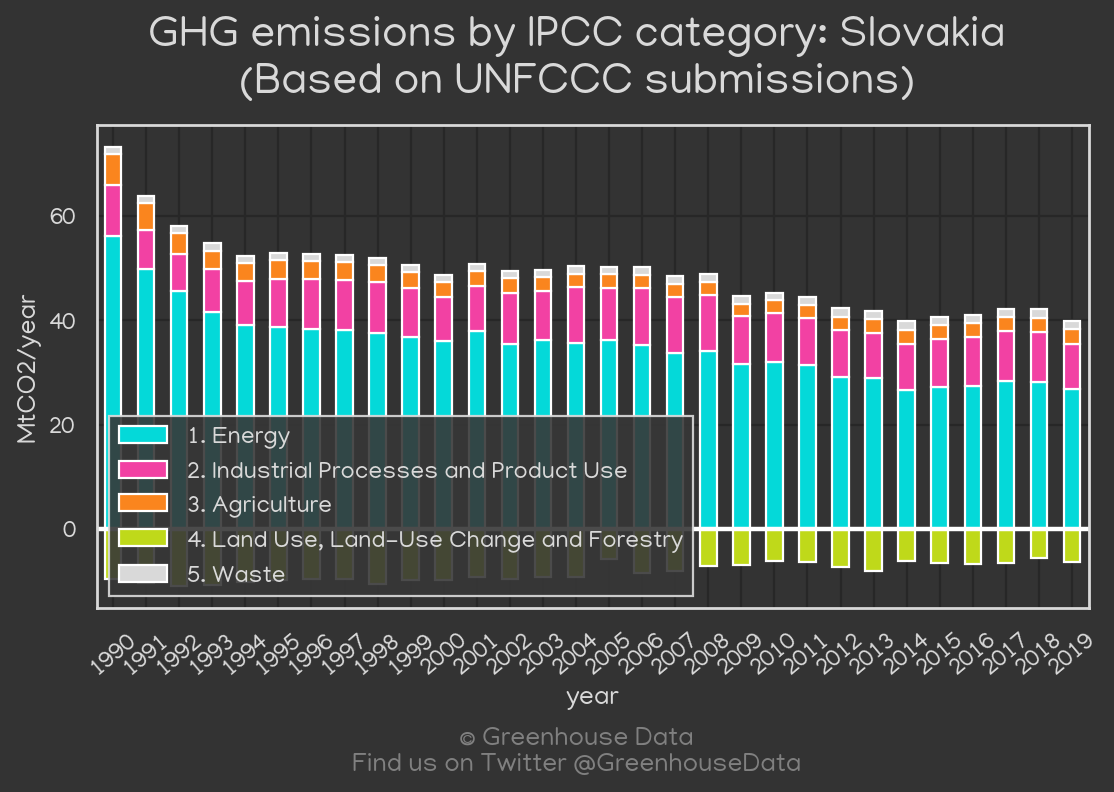 GHG emissions by IPCC category: Slovakia
(Based on UNFCCC submissions)
MtCO2/year
60
40
20
0
1. Energy
2. Industrial Processes and Product Use
3. Agriculture
4. Land Use, Land-Use Change and Forestry
5. Waste
1990 1991 1992 1993 1994 1995 1996 1997 1998 1999 2000 2001 2002 2003 2004 2005 2006 2007 2008 2009 2010 2011 2012 2013 2014 2015 2016 2017 2018 2019
year
© Greenhouse Data
Find us on Twitter @GreenhouseData